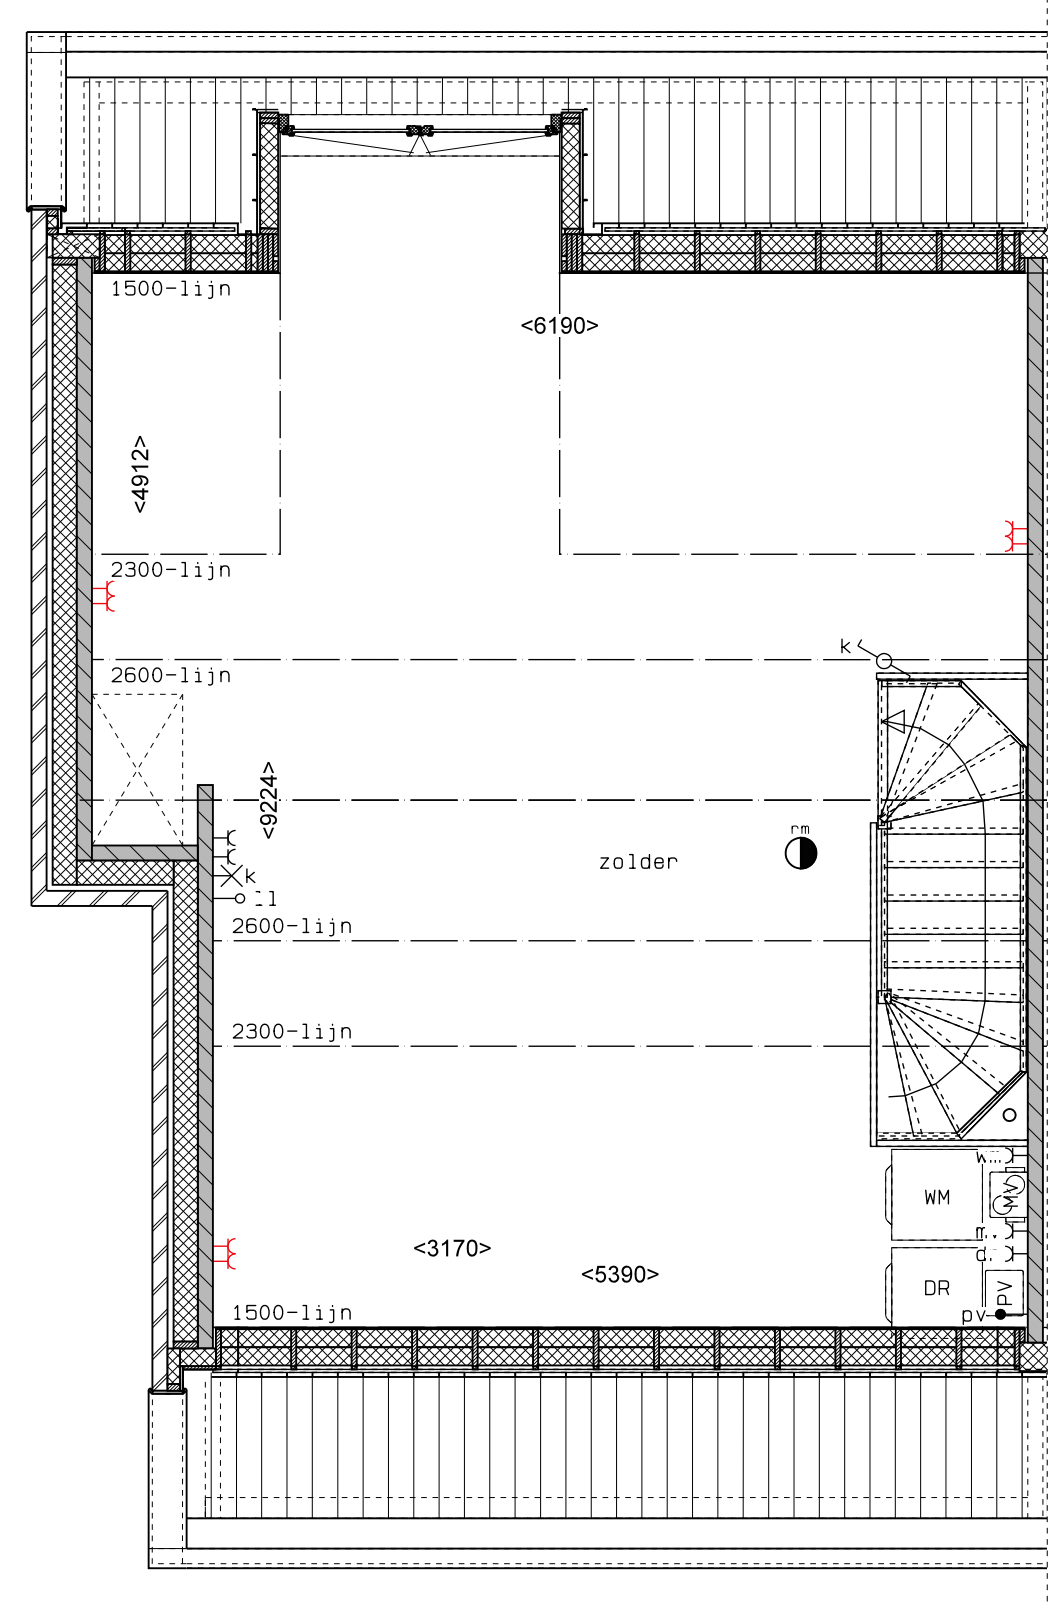 1500-lijn
<6190>
<4912>
2300-lijn
k
2600-lijn
<9224>
rm
zolder
k
2600-lijn
2300-lijn
WM
MV
<3170>
<5390>
DR
PV
1500-lijn
pv